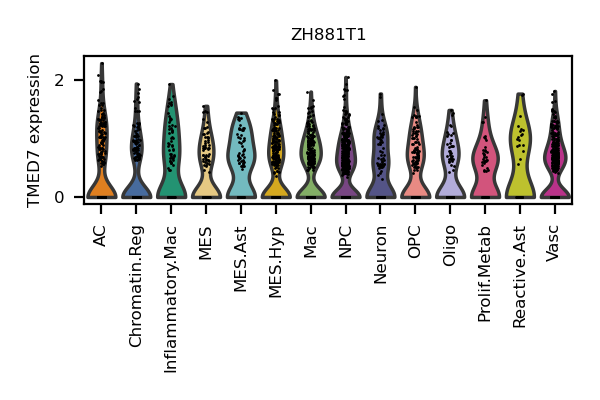 ZH881T1
TMED7 expression
2
0
AC
Chromatin.Reg
Inflammatory.Mac
MES
MES.Ast
MES.Hyp
Mac
NPC
Neuron
OPC
Oligo
Prolif.Metab
Reactive.Ast
Vasc